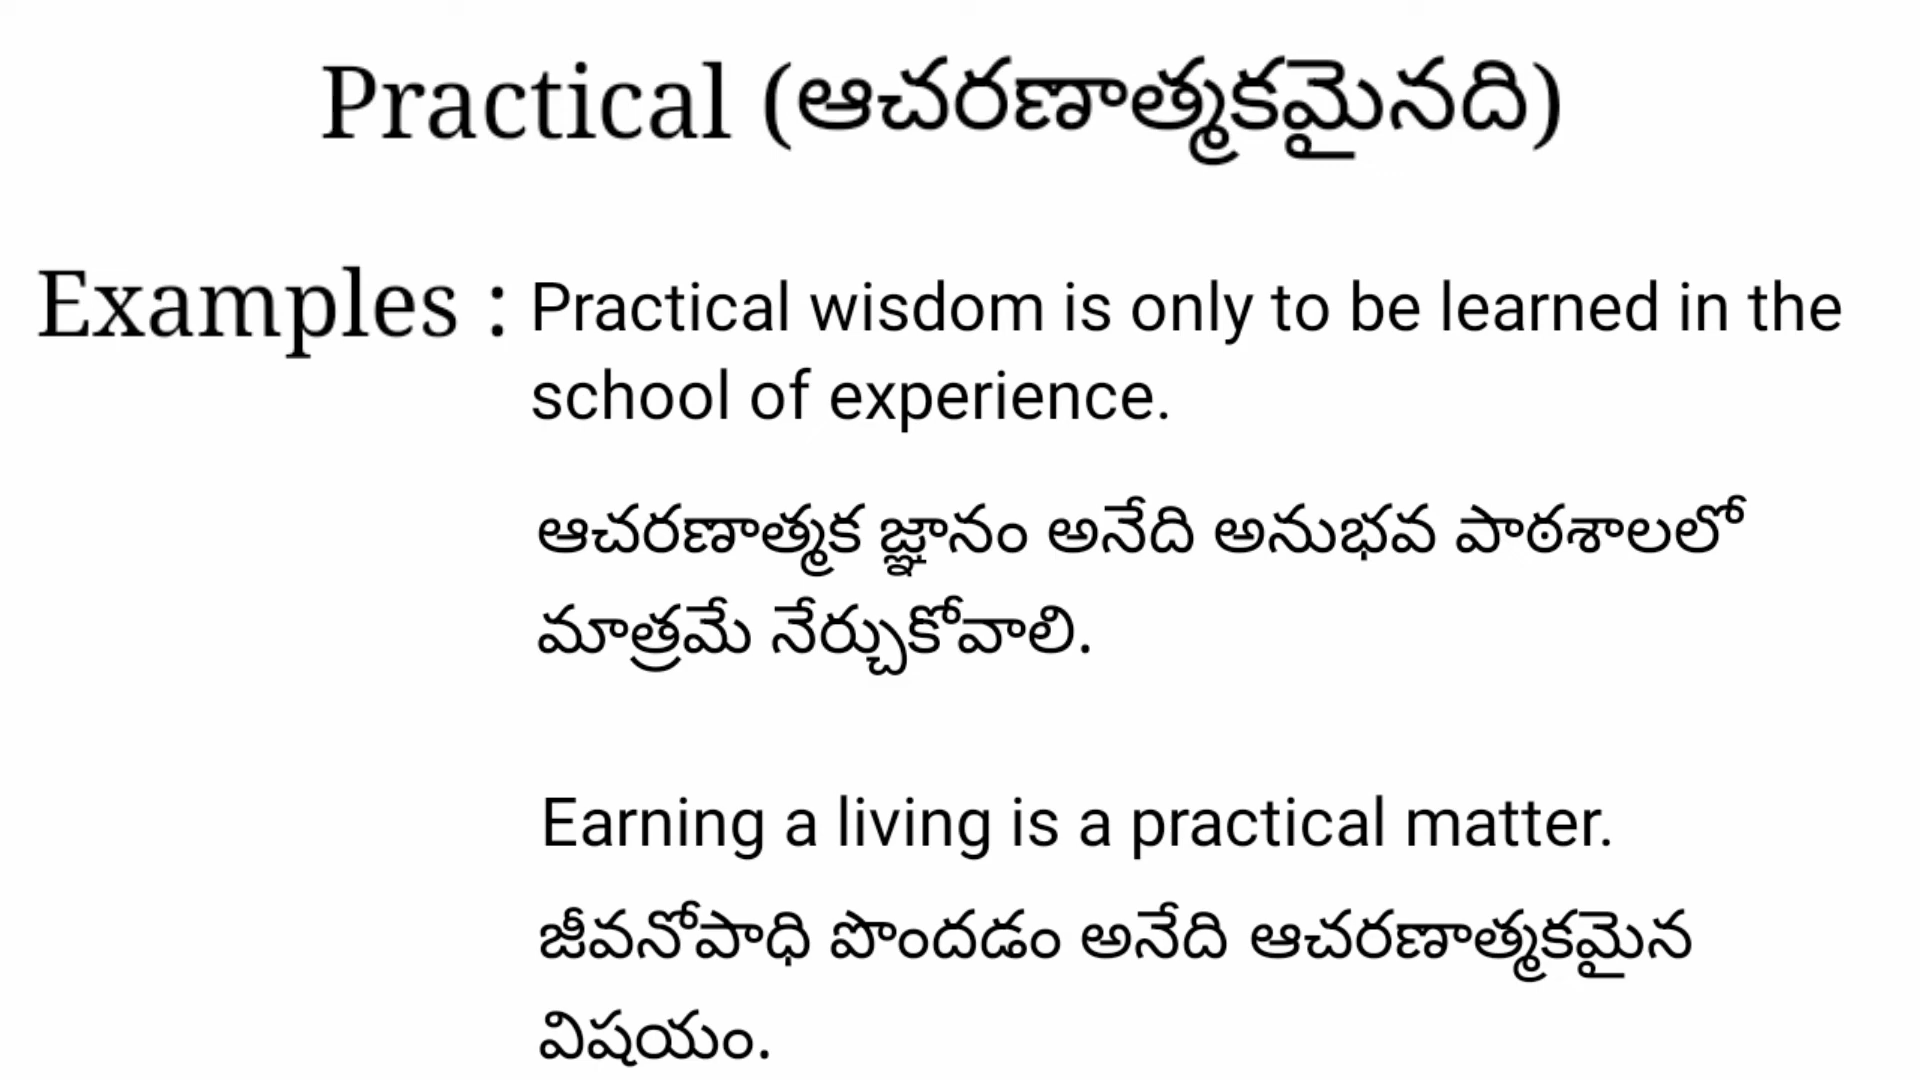 Practical (ఆచరణాత్మకమైనది)
Examples : Practical wisdom is only to be learned in the
school of experience.
ఆచరణాత్మక జ్ఞానం అనేది అనుభవ పాఠశాలలో
మాత్రమే నేర్చుకోవాలి.
Earning a living is a practical matter.
జీవనోపాధి పొందడం అనేది ఆచరణాత్మకమైన
విషయం.